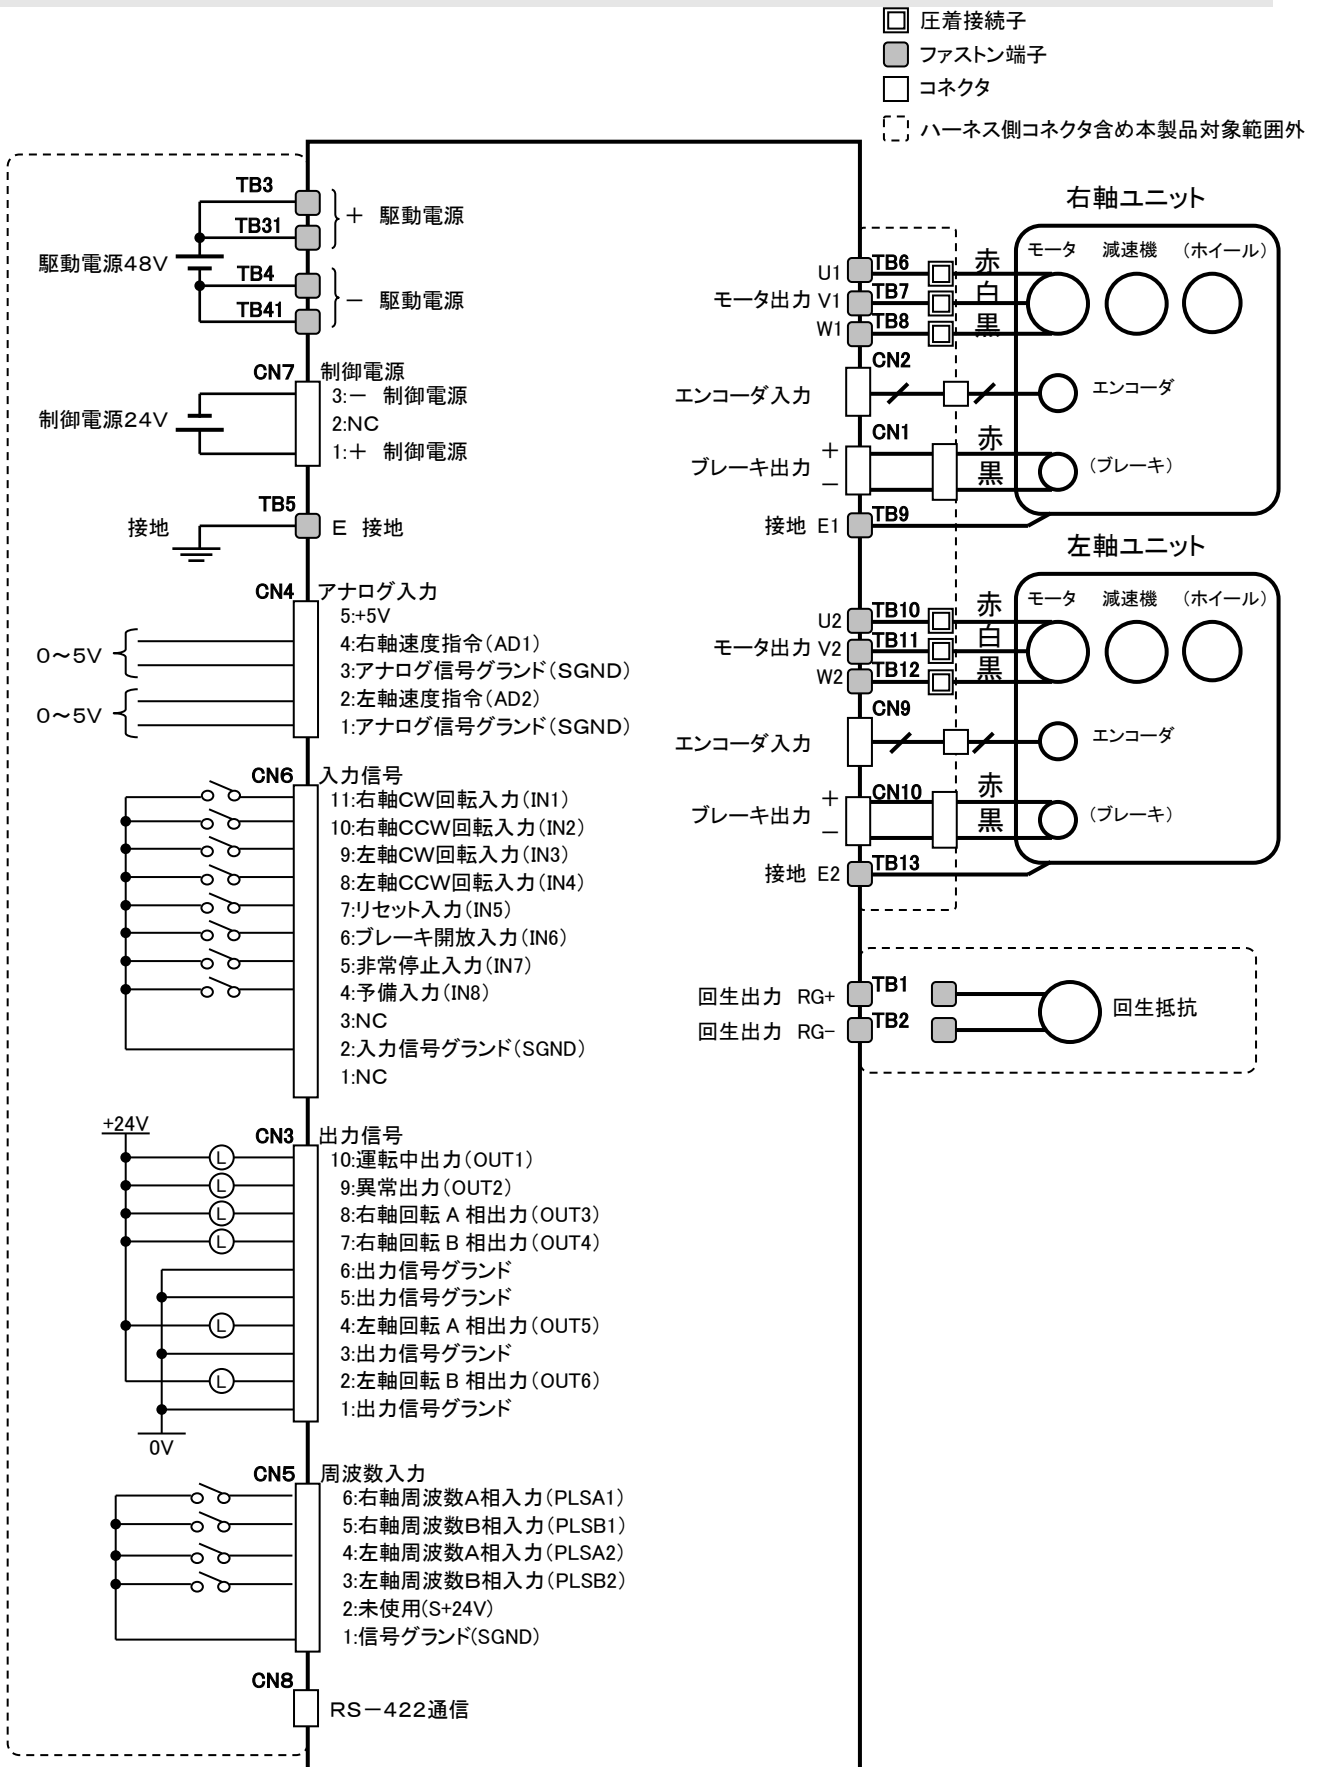 圧着接続子
ファストン端子
コネクタ
ハーネス側コネクタ含め本製品対象範囲外
TB3
TB31
＋ 駆動電源
駆動電源48V
TB4
TB41
－ 駆動電源
CN7
制御電源
3:－ 制御電源
2:NC
1:＋ 制御電源
制御電源24V
TB5
接地
E 接地
CN4
アナログ入力
5:+5V
4:右軸速度指令(AD1)
3:アナログ信号グランド(SGND)
2:左軸速度指令(AD2)
1:アナログ信号グランド(SGND)
0～5V
0～5V
CN6
入力信号
11:右軸CW回転入力(IN1)
10:右軸CCW回転入力(IN2)
9:左軸CW回転入力(IN3)
8:左軸CCW回転入力(IN4)
7:リセット入力(IN5)
6:ブレーキ開放入力(IN6)
5:非常停止入力(IN7)
4:予備入力(IN8)
3:NC
2:入力信号グランド(SGND)
1:NC
+24V
CN3
出力信号
10:運転中出力(OUT1)
9:異常出力(OUT2)
8:右軸回転 A 相出力(OUT3)
7:右軸回転 B 相出力(OUT4)
6:出力信号グランド
5:出力信号グランド
4:左軸回転 A 相出力(OUT5)
3:出力信号グランド
2:左軸回転 B 相出力(OUT6)
1:出力信号グランド
L
L
L
L
L
L
0V
CN5
周波数入力
6:右軸周波数A相入力(PLSA1)
5:右軸周波数B相入力(PLSB1)
4:左軸周波数A相入力(PLSA2)
3:左軸周波数B相入力(PLSB2)
2:未使用(S+24V)
1:信号グランド(SGND)
CN8
RS－422通信
右軸ユニット
モータ 減速機 (ホイール)
U1 TB6 赤
モータ出力 V1 TB7 白
W1 TB8 黒
CN2
エンコーダ入力
エンコーダ
CN1
ブレーキ出力
＋
－
赤
黒
(ブレーキ)
接地 E1 TB9
左軸ユニット
モータ 減速機 (ホイール)
U2 TB10 赤
モータ出力 V2 TB11 白
W2 TB12 黒
CN9
エンコーダ入力
エンコーダ
CN10
ブレーキ出力
＋
－
赤
黒
(ブレーキ)
接地 E2 TB13
回生出力 RG+ TB1
回生出力 RG- TB2
回生抵抗